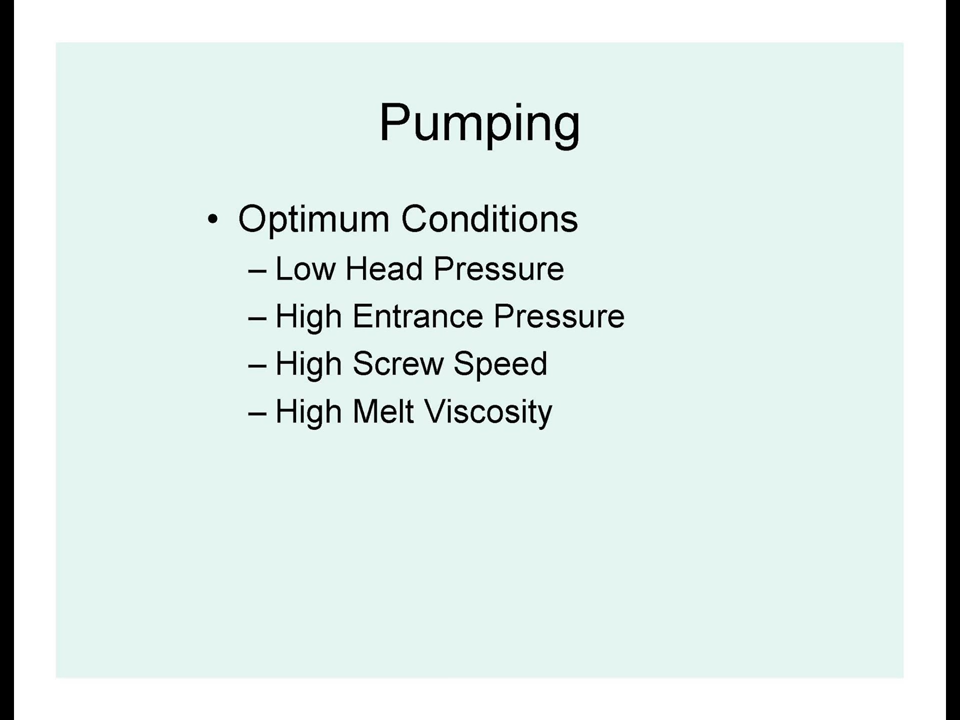 Pumping
• Optimum Conditions
– Low Head Pressure
– High Entrance Pressure
– High Screw Speed
– High Melt Viscosity